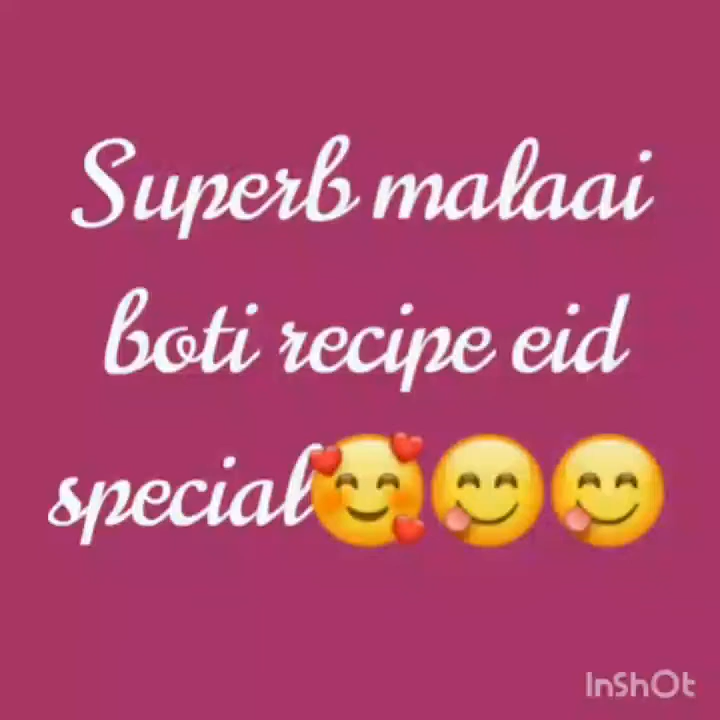 Superb malaai
boti recipe eid
special🥰😋😋
InShOt